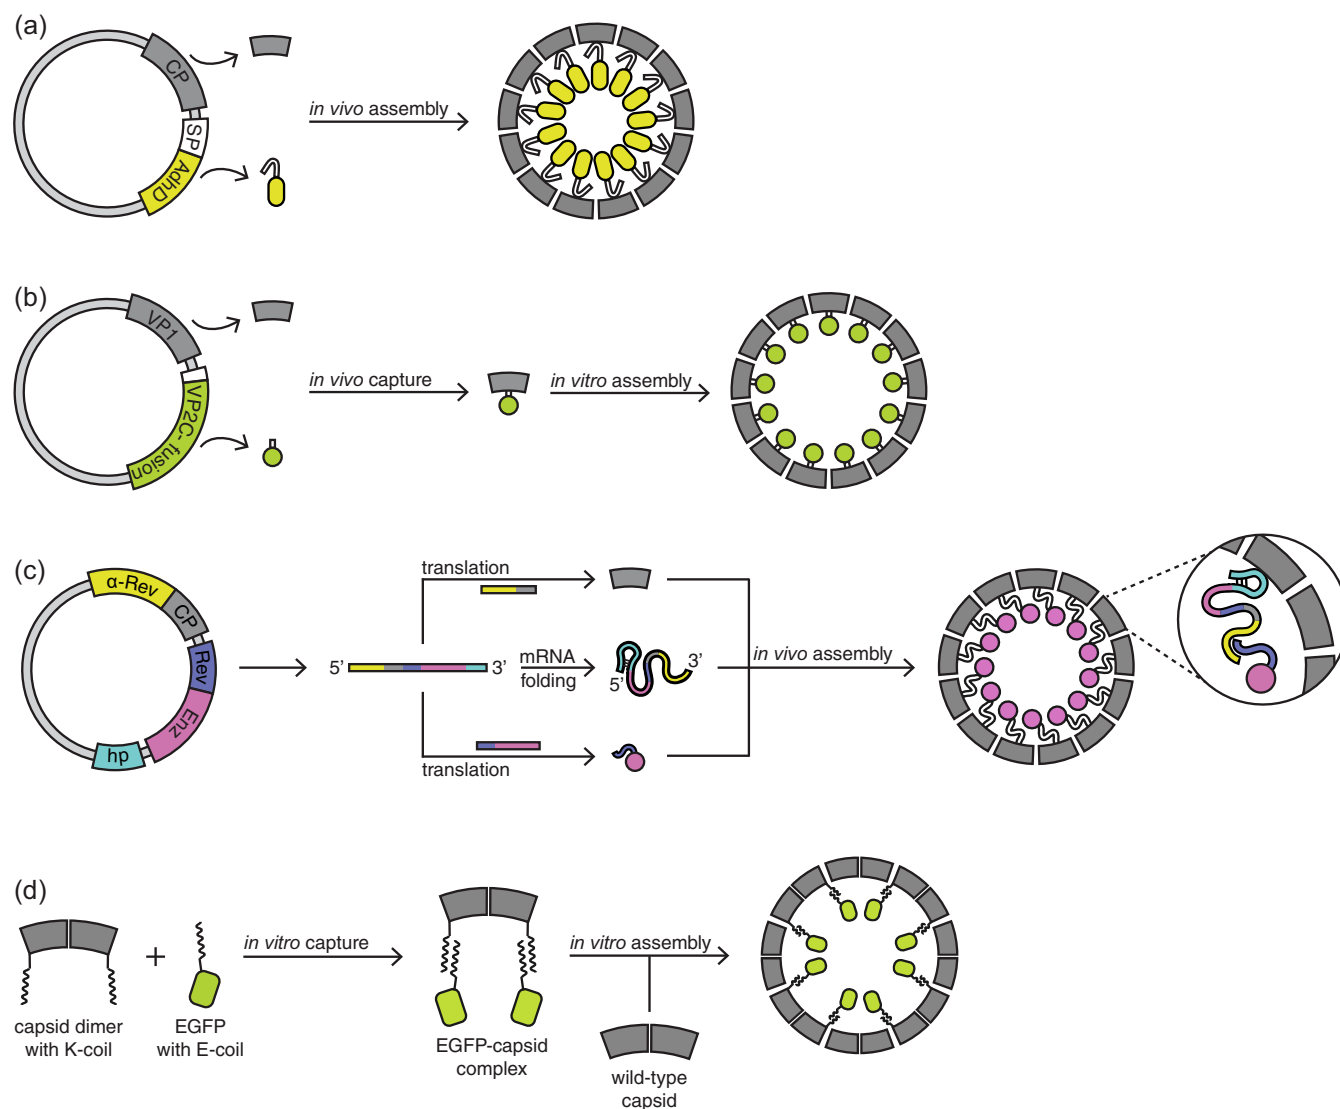 (a)
CP
SP
AdhD
in vivo assembly
(b)
VP1
VP2C-fusion
in vivo capture
in vitro assembly
(c)
α-Rev
CP
Rev
Enz
hp
translation
5’
3’
mRNA
folding
5’
3’
translation
in vivo assembly
(d)
capsid dimer
with K-coil
+
EGFP
with E-coil
in vitro capture
EGFP-capsid
complex
in vitro assembly
wild-type
capsid